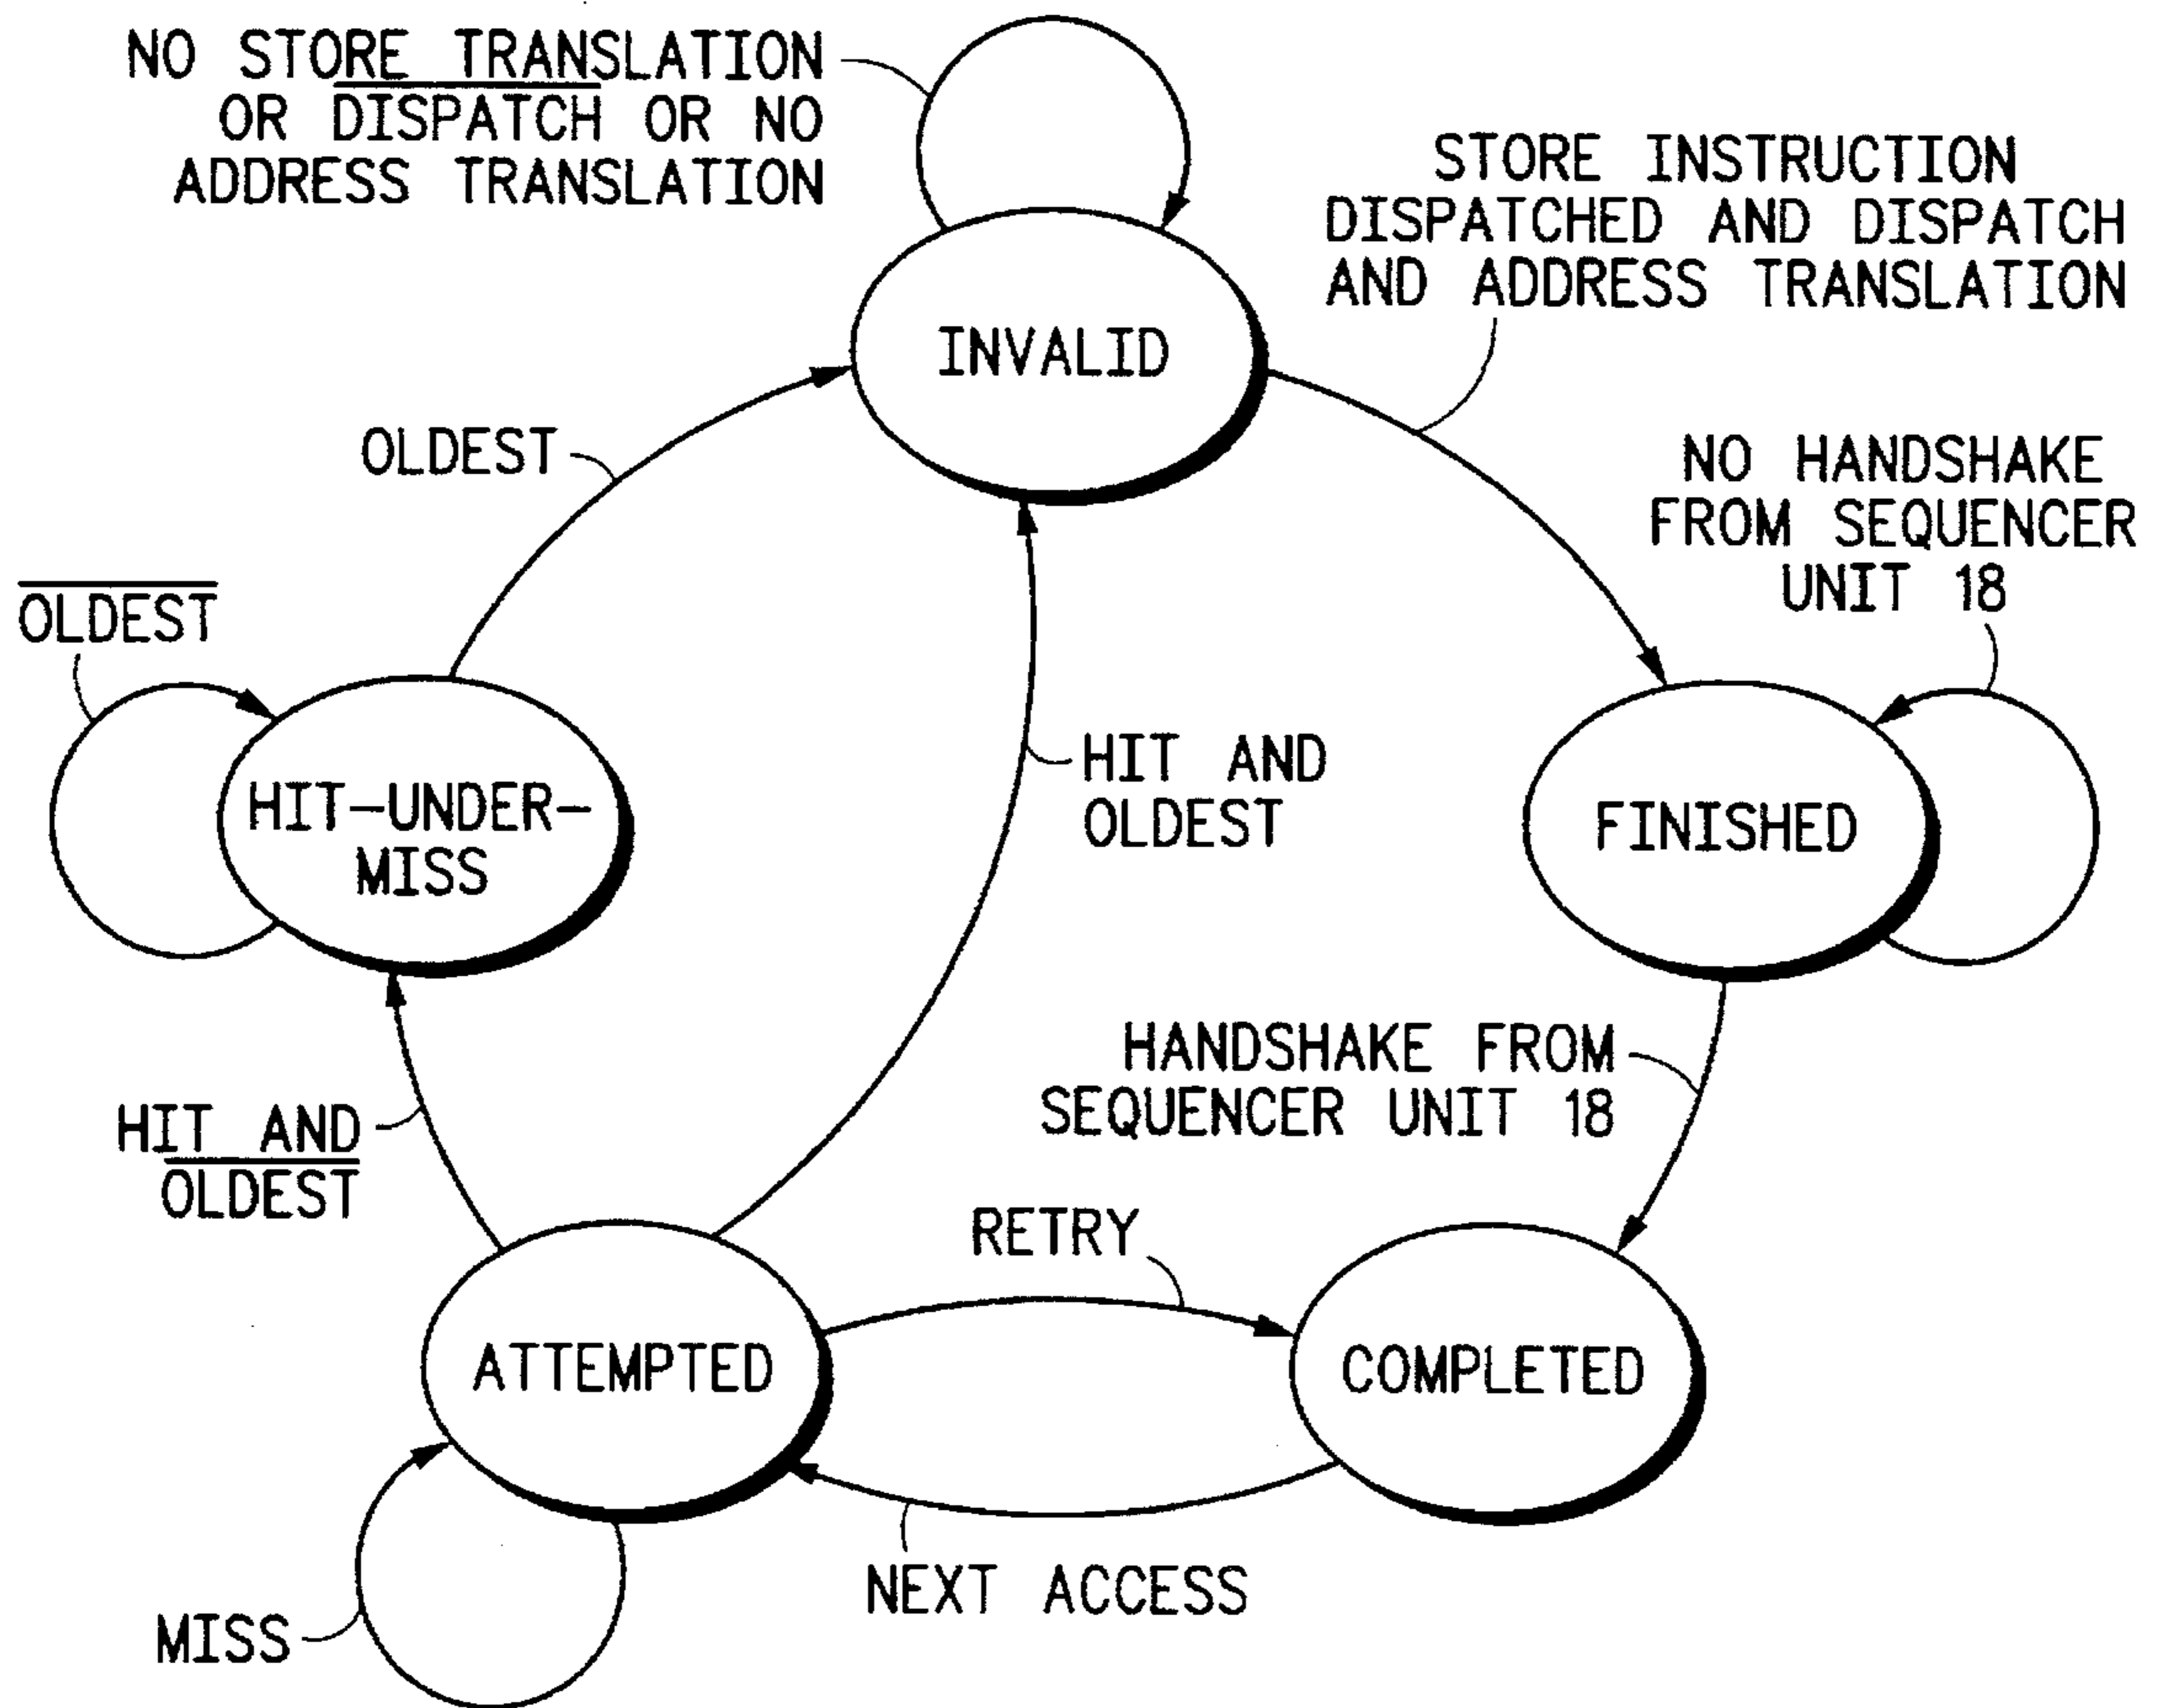 NO STORE TRANSLATION
OR DISPATCH OR NO
ADDRESS TRANSLATION
STORE INSTRUCTION
DISPATCHED AND DISPATCH
AND ADDRESS TRANSLATION
INVALID
OLDEST
NO HANDSHAKE
FROM SEQUENCER
UNIT 18
OLDEST
HIT AND
OLDEST
HIT-UNDER-
MISS
FINISHED
HANDSHAKE FROM
SEQUENCER UNIT 18
HIT AND
OLDEST
RETRY
ATTEMPTED
COMPLETED
NEXT ACCESS
MISS